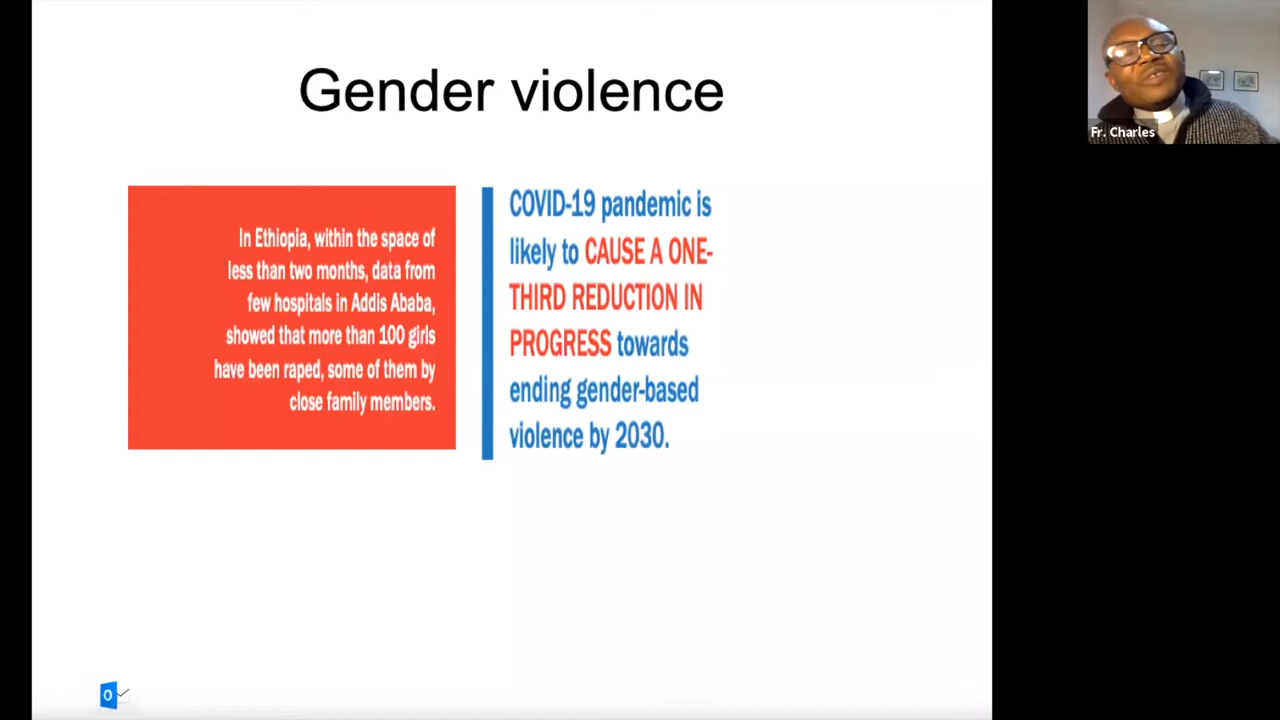 Gender violence
In Ethiopia, within the space of
less than two months, data from
few hospitals in Addis Ababa,
showed that more than 100 girls
have been raped, some of them by
close family members.
COVID-19 pandemic is
likely to CAUSE A ONE-
THIRD REDUCTION IN
PROGRESS towards
ending gender-based
violence by 2030.
Fr. Charles
O